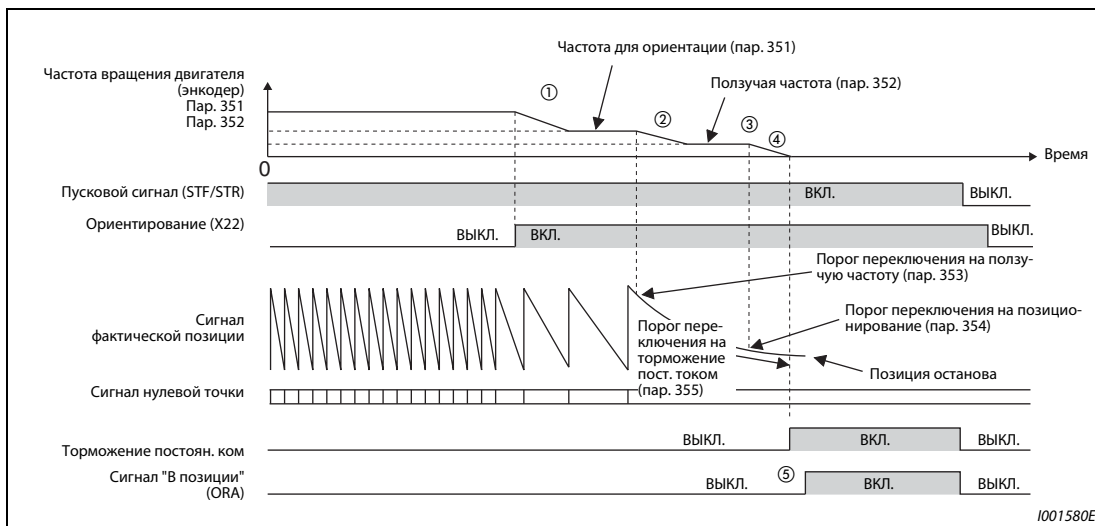 Частота для ориентации (пар. 351)
Частота вращения двигателя
(энкодер)
Пар. 351
Пар. 352
①
Ползучая частота (пар. 352)
②
③
④
Время
0
Пусковой сигнал (STF/STR)
ВКЛ.
ВЫКЛ.
Ориентирование (X22)
ВЫКЛ.
ВКЛ.
ВЫКЛ.
Порог переключения на ползу-
чую частоту (пар. 353)
Сигнал
фактической позиции
Порог пере-
ключения на
торможение
пост. током
(пар. 355)
Порог переключения на позицио-
нирование (пар. 354)
Позиция останова
Сигнал нулевой точки
Торможение постоян. ком
ВЫКЛ.
ВКЛ.
ВЫКЛ.
Сигнал "В позиции"
(ORA)
ВЫКЛ.
⑤
ВКЛ.
ВЫКЛ.
I001580E